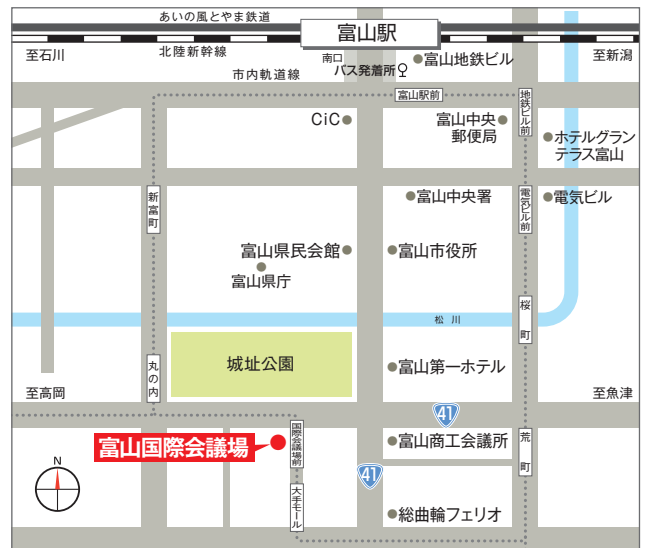 あいの風とやま鉄道
富山駅
至石川
北陸新幹線
南口
バス発着所
富山地鉄ビル
至新潟
市内軌道線
富山駅前
地鉄ビル前
CiC
富山中央
郵便局
ホテルグラン
テラス富山
新富町
富山中央署
電気ビル前
電気ビル
富山県民会館
富山市役所
富山県庁
桜町
松川
丸の内
城址公園
富山第一ホテル
至高岡
至魚津
41
富山国際会議場
国際会議場前
富山商工会議所
荒町
N
41
大手モール
総曲輪フェリオ